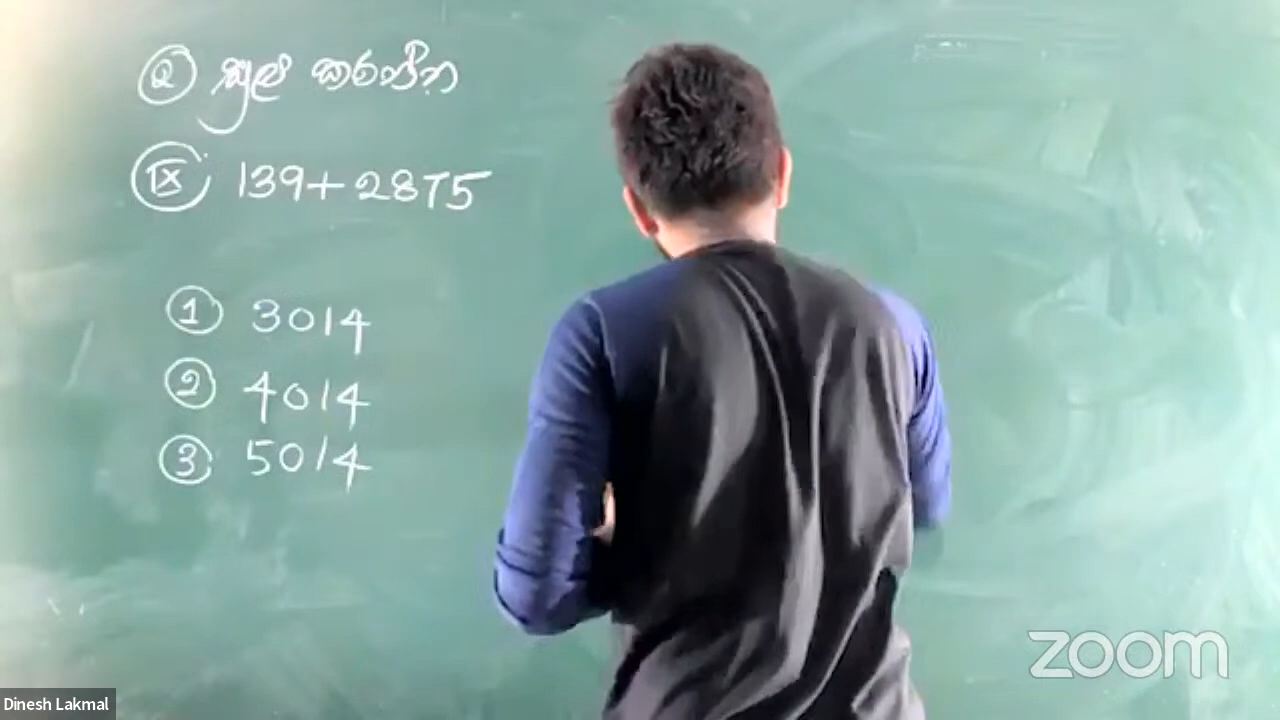 ② සුළු කරන්න
Ⅸ 139+2875
① 3014
② 4014
③ 5014
zoom
Dinesh Lakmal